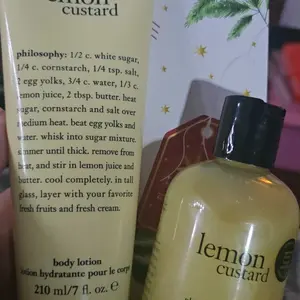 lemon
custard
philosophy: 1/2 c. white sugar,
1/4 c. cornstarch, 1/4 tsp. salt,
2 egg yolks, 3/4 c. water, 1/3 c.
lemon juice, 2 tbsp. butter. heat
sugar, cornstarch and salt over
medium heat. beat egg yolks and
water. whisk into sugar mixture.
simmer until thick. remove from
heat, and stir in lemon juice and
butter. cool completely. in tall
glass, layer with your favorite
fresh fruits and fresh cream.
body lotion
lotion hydratante pour le corps
210 ml/7 fl. oz. e
lemon
custard